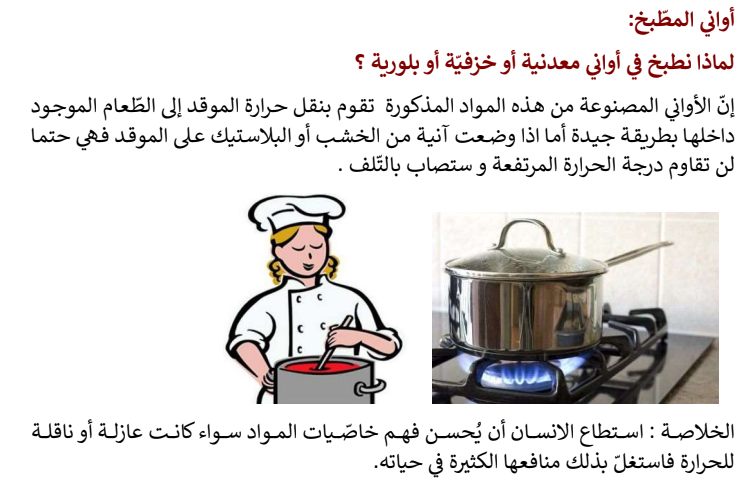 أواني المطّبخ:
لماذا نطبخ في أواني معدنية أو خزفيّة أو بلورية ؟
إنّ الأواني المصنوعة من هذه المواد المذكورة تقوم بنقل حرارة الموقد إلى الطّعام الموجود
داخلها بطريقة جيدة أما اذا وضعت آنية من الخشب أو البلاستيك على الموقد فهي حتما
لن تقاوم درجة الحرارة المرتفعة و ستصاب بالتّلف .
الخلاصة : استطاع الانسان أن يُحسن فهم خاصّيات المواد سواء كانت عازلة أو ناقلة
للحرارة فاستغلّ بذلك منافعها الكثيرة في حياته.